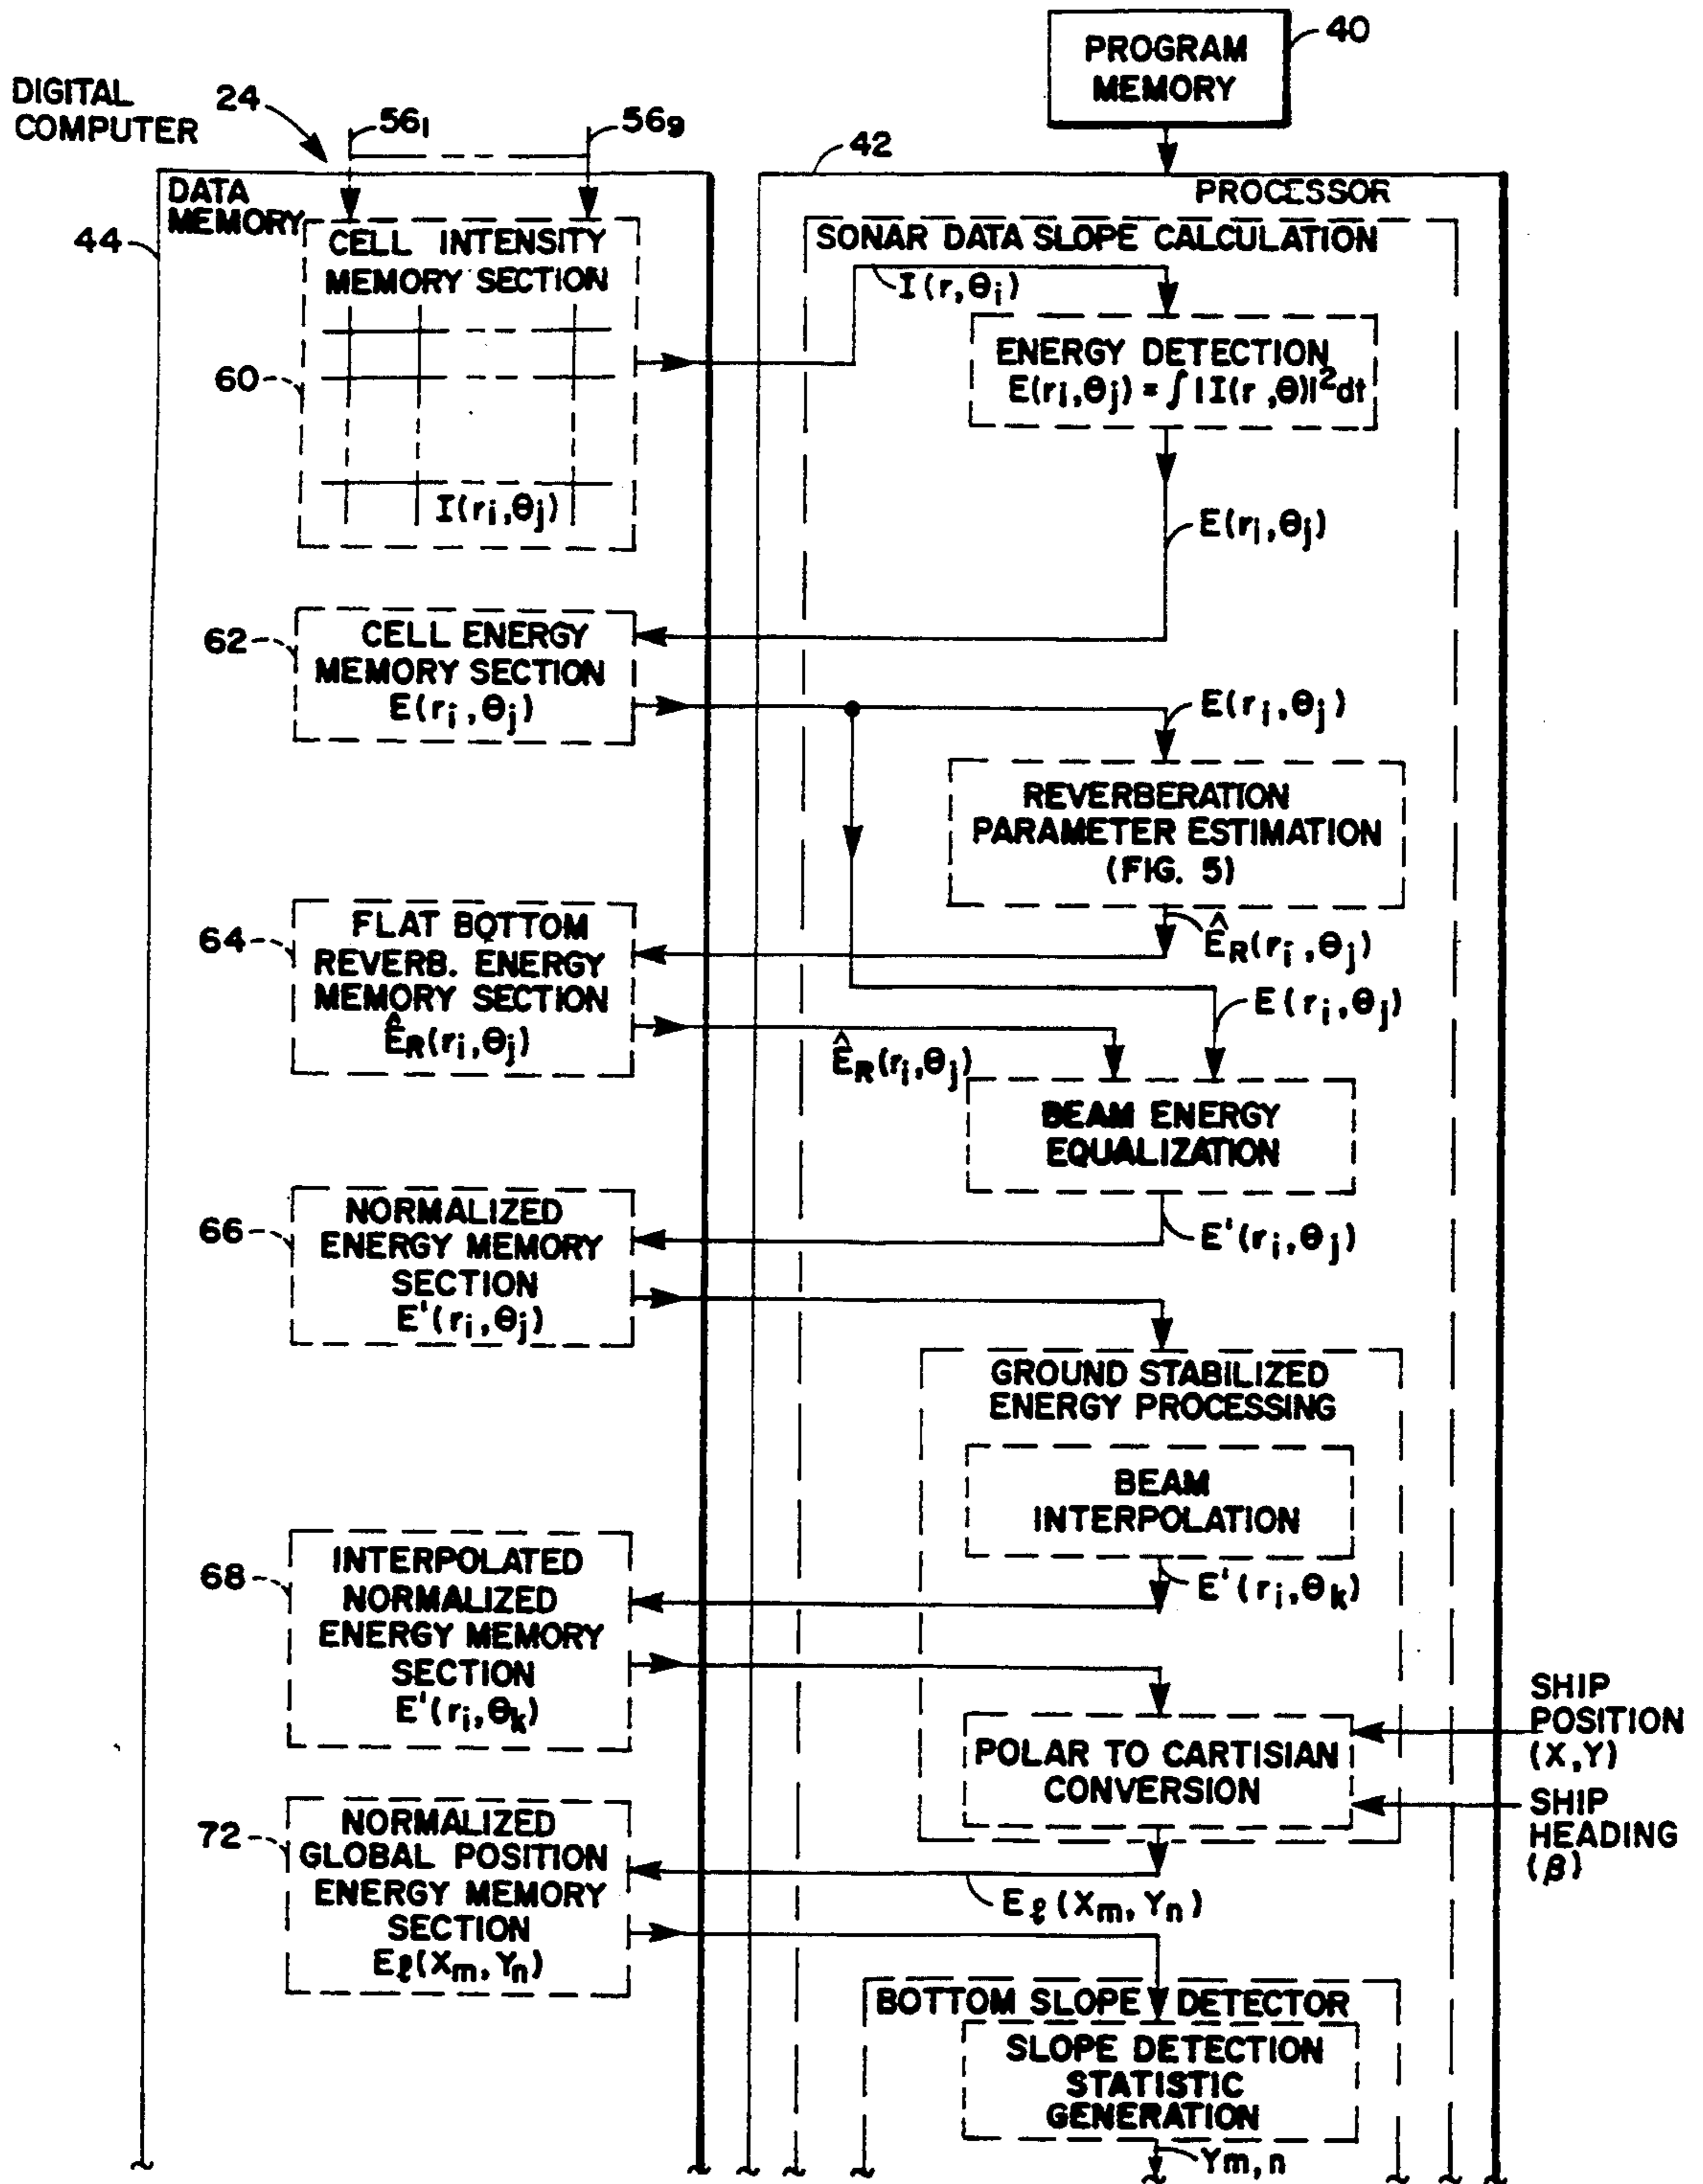 PROGRAM
MEMORY
40
DIGITAL
COMPUTER
24
56₁
56₉
42
DATA
MEMORY
PROCESSOR
44
CELL INTENSITY
MEMORY SECTION
SONAR DATA SLOPE CALCULATION
I(r,θi)
60
ENERGY DETECTION
E(ri,θj) = ∫|I(r,θ)|²dt
I(ri,θj)
E(ri,θj)
62
CELL ENERGY
MEMORY SECTION
E(ri,θj)
E(ri,θj)
REVERBERATION
PARAMETER ESTIMATION
(FIG. 5)
64
FLAT BOTTOM
REVERB. ENERGY
MEMORY SECTION
ÊR(ri,θj)
ÊR(ri,θj)
E(ri,θj)
ÊR(ri,θj)
BEAM ENERGY
EQUALIZATION
66
NORMALIZED
ENERGY MEMORY
SECTION
E'(ri,θj)
E'(ri,θj)
GROUND STABILIZED
ENERGY PROCESSING
BEAM
INTERPOLATION
68
INTERPOLATED
NORMALIZED
ENERGY MEMORY
SECTION
E'(ri,θk)
E'(ri,θk)
POLAR TO CARTISIAN
CONVERSION
SHIP
POSITION
(X,Y)
SHIP
HEADING
(β)
72
NORMALIZED
GLOBAL POSITION
ENERGY MEMORY
SECTION
Eℓ(Xm,Yn)
Eℓ(Xm,Yn)
BOTTOM SLOPE DETECTOR
SLOPE DETECTION
STATISTIC
GENERATION
Ym,n